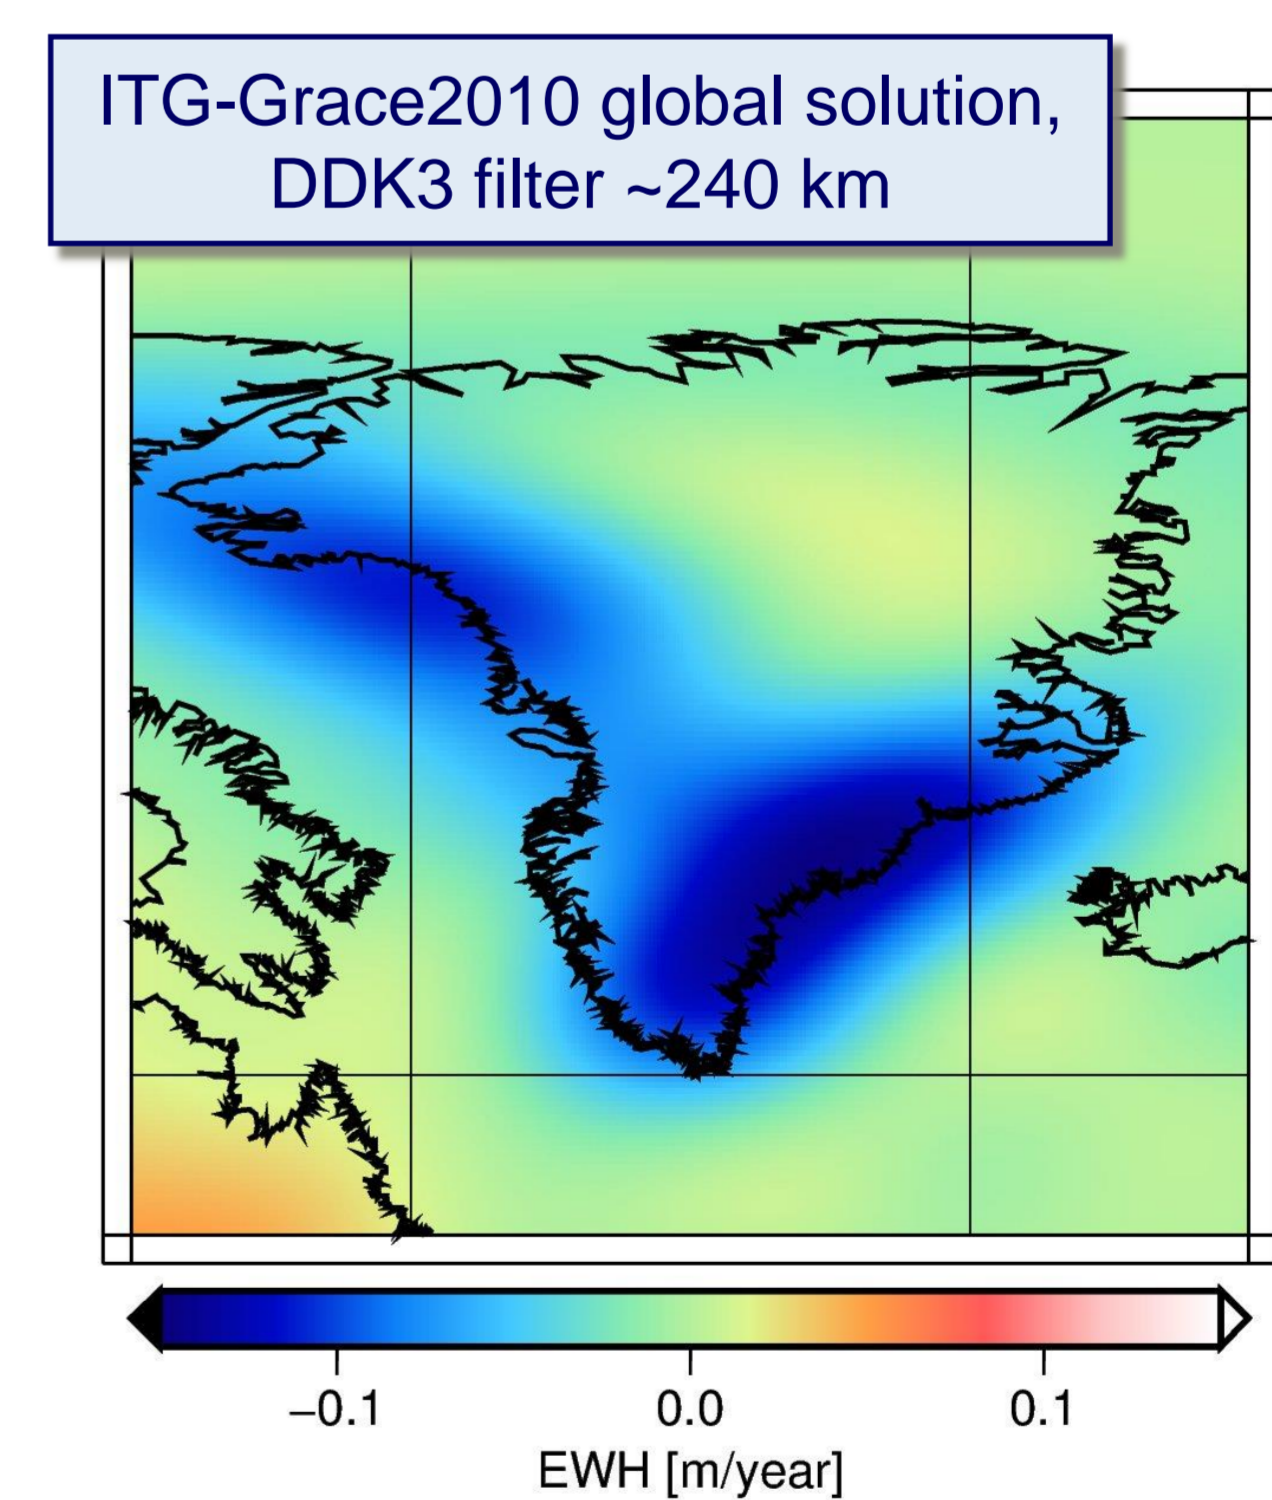 ITG-Grace2010 global solution,
DDK3 filter ~240 km
−0.1 0.0 0.1
EWH [m/year]